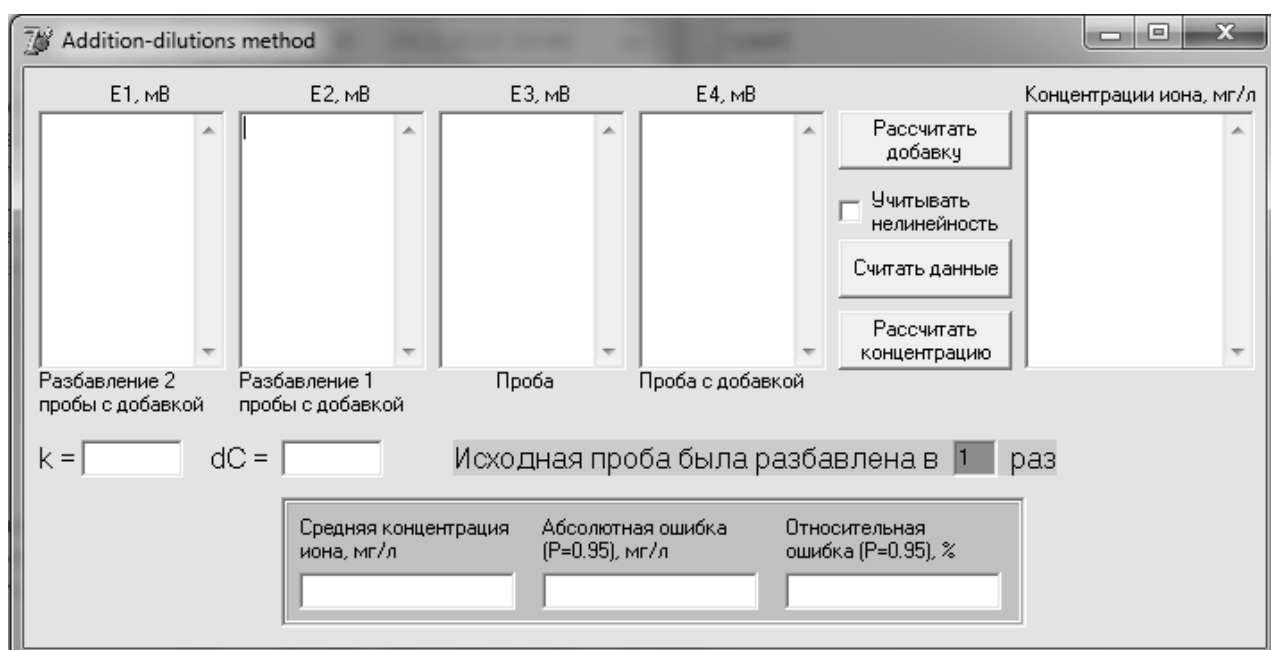 Addition-dilutions method
E1, мВ
E2, мВ
E3, мВ
E4, мВ
Концентрации иона, мг/л
Рассчитать
добавку
Учитывать
нелинейность
Считать данные
Рассчитать
концентрацию
Разбавление 2
пробы с добавкой
Разбавление 1
пробы с добавкой
Проба
Проба с добавкой
k =
dC =
Исходная проба была разбавлена в 1 раз
Средняя концентрация
иона, мг/л
Абсолютная ошибка
(P=0.95), мг/л
Относительная
ошибка (P=0.95), %